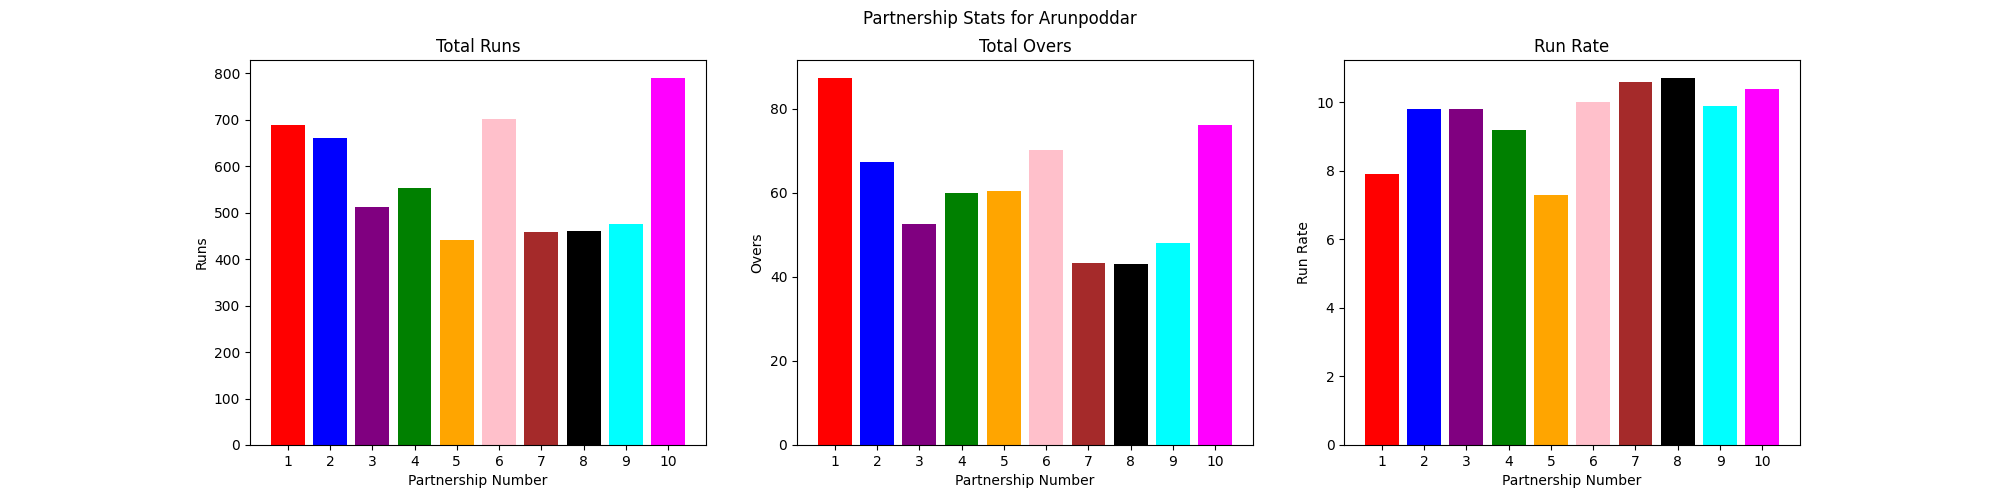 Partnership Stats for Arunpoddar
Total Runs
800
700
600
500
400
300
200
100
0
Runs
1 2 3 4 5 6 7 8 9 10
Partnership Number
Total Overs
80
60
40
20
0
Overs
1 2 3 4 5 6 7 8 9 10
Partnership Number
Run Rate
10
8
6
4
2
0
Run Rate
1 2 3 4 5 6 7 8 9 10
Partnership Number